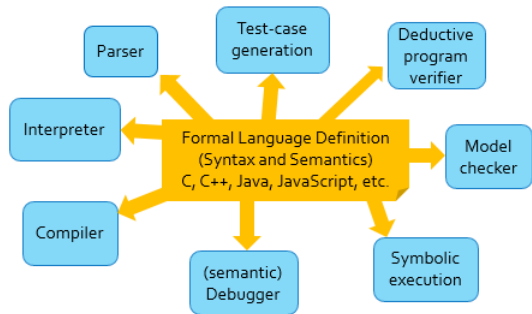 Parser
Test-case
generation
Deductive
program
verifier
Interpreter
Formal Language Definition
(Syntax and Semantics)
C, C++, Java, JavaScript, etc.
Model
checker
Compiler
(semantic)
Debugger
Symbolic
execution